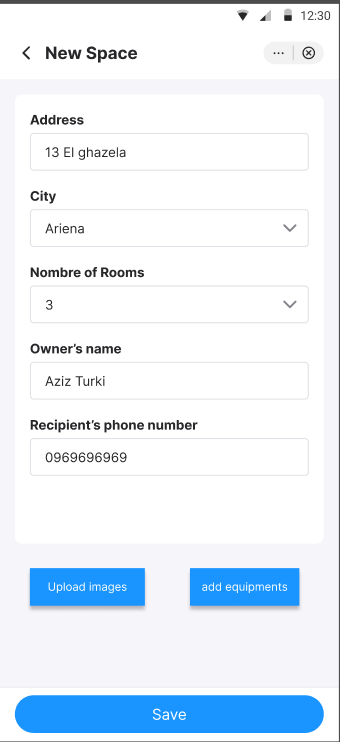 12:30
New Space
Address
13 El ghazela
City
Ariena
Nombre of Rooms
3
Owner's name
Aziz Turki
Recipient's phone number
0969696969
Upload images
add equipments
Save